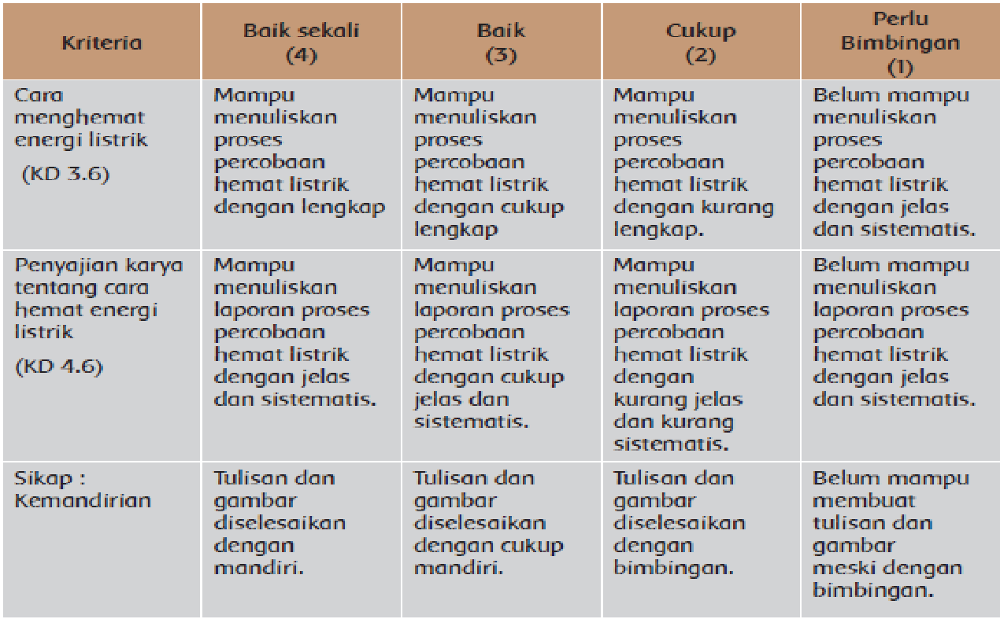 Kriteria
Baik sekali
(4)
Baik
(3)
Cukup
(2)
Perlu
Bimbingan
(1)
Cara
menghemat
energi listrik
(KD 3.6)
Mampu
menuliskan
proses
percobaan
hemat listrik
dengan lengkap
Mampu
menuliskan
proses
percobaan
hemat listrik
dengan cukup
lengkap
Mampu
menuliskan
proses
percobaan
hemat listrik
dengan kurang
lengkap.
Belum mampu
menuliskan
proses
percobaan
hemat listrik
dengan jelas
dan sistematis.
Penyajian karya
tentang cara
hemat energi
listrik
(KD 4.6)
Mampu
menuliskan
laporan proses
percobaan
hemat listrik
dengan jelas
dan sistematis.
Mampu
menuliskan
laporan proses
percobaan
hemat listrik
dengan cukup
jelas dan
sistematis.
Mampu
menuliskan
laporan proses
percobaan
hemat listrik
dengan
kurang jelas
dan kurang
sistematis.
Belum mampu
menuliskan
laporan proses
percobaan
hemat listrik
dengan jelas
dan sistematis.
Sikap :
Kemandirian
Tulisan dan
gambar
diselesaikan
dengan
mandiri.
Tulisan dan
gambar
diselesaikan
dengan cukup
mandiri.
Tulisan dan
gambar
diselesaikan
dengan
bimbingan.
Belum mampu
membuat
tulisan dan
gambar
meski dengan
bimbingan.